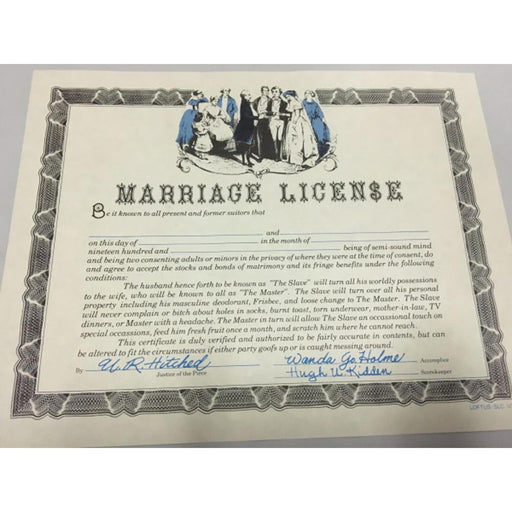 MARRIAGE LICEN$E
Be it known to all present and former suitors that
and
on this day of in the month of
nineteen hundred and being of semi-sound mind
and being two consenting adults or minors in the privacy of where they were at the time of consent, do
and agree to accept the stocks and bonds of matrimony and its fringe benefits under the following
conditions:
The husband hence forth to be known as "The Slave" will turn all his worldly possessions
to the wife, who will be known to all as "The Master". The Slave will turn over all his personal
property including his masculine deodorant, Frisbee, and loose change to The Master. The Slave
will never complain or bitch about holes in socks, burnt toast, torn underwear, mother-in-law, TV
dinners, or Master with a headache. The Master in turn will allow The Slave an occassional touch on
special occassions, feed him fresh fruit once a month, and scratch him where he cannot reach.
This certificate is duly verified and authorized to be fairly accurate in contents, but can
be altered to fit the circumstances if either party goofs up or is caught messing around.
By U. R. Hitched Wanda Go Holme Accomplice
Justice of the Piece Hugh U. Kidden Scorekeeper
LOFTUS SLC